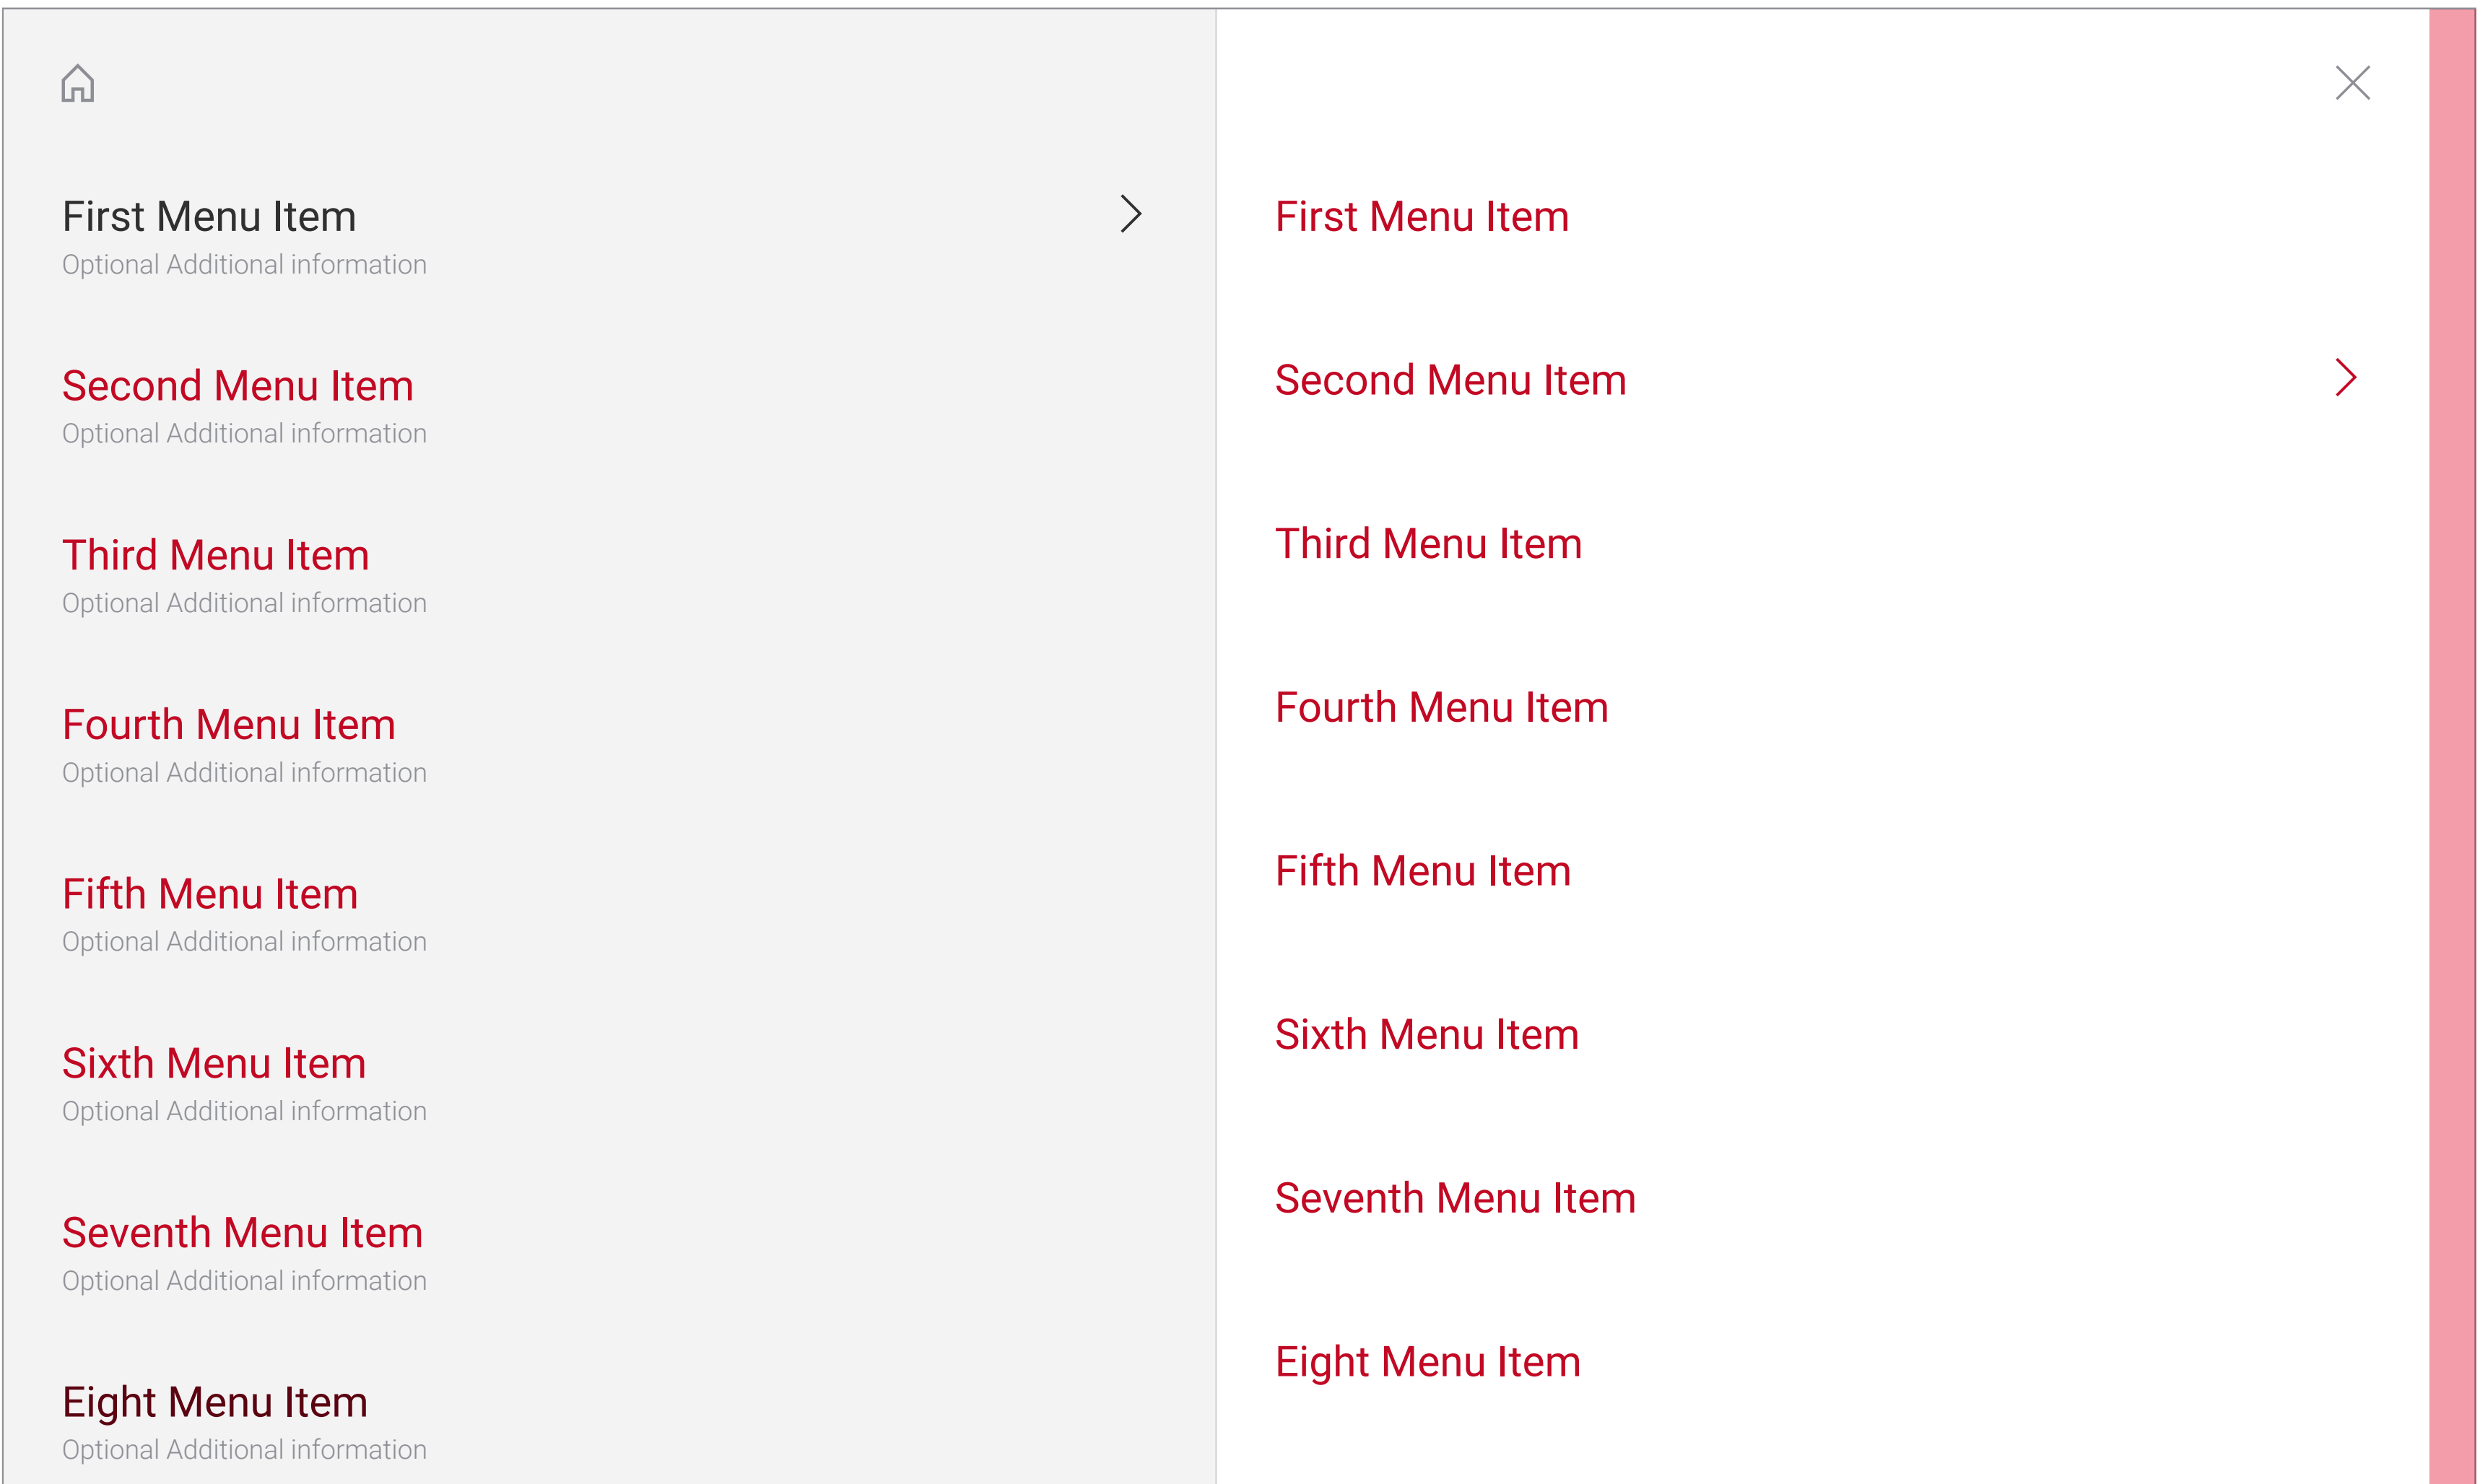 First Menu Item
Optional Additional information
Second Menu Item
Optional Additional information
Third Menu Item
Optional Additional information
Fourth Menu Item
Optional Additional information
Fifth Menu Item
Optional Additional information
Sixth Menu Item
Optional Additional information
Seventh Menu Item
Optional Additional information
Eight Menu Item
Optional Additional information
First Menu Item
Second Menu Item
Third Menu Item
Fourth Menu Item
Fifth Menu Item
Sixth Menu Item
Seventh Menu Item
Eight Menu Item